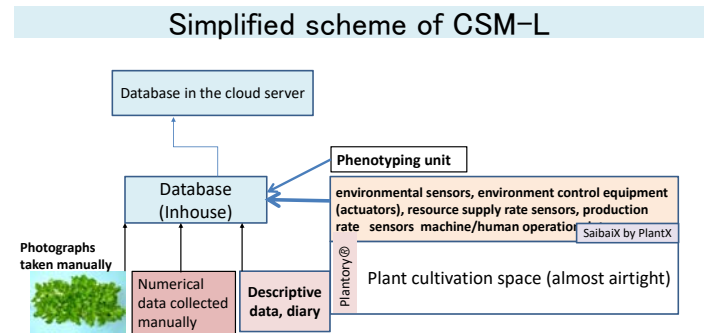 Simplified scheme of CSM-L
Database in the cloud server
Phenotyping unit
Database
(Inhouse)
environmental sensors, environment control equipment
(actuators), resource supply rate sensors, production
rate sensors machine/human operation
SaibaiX by PlantX
Photographs
taken manually
Numerical
data collected
manually
Descriptive
data, diary
Plantory®
Plant cultivation space (almost airtight)